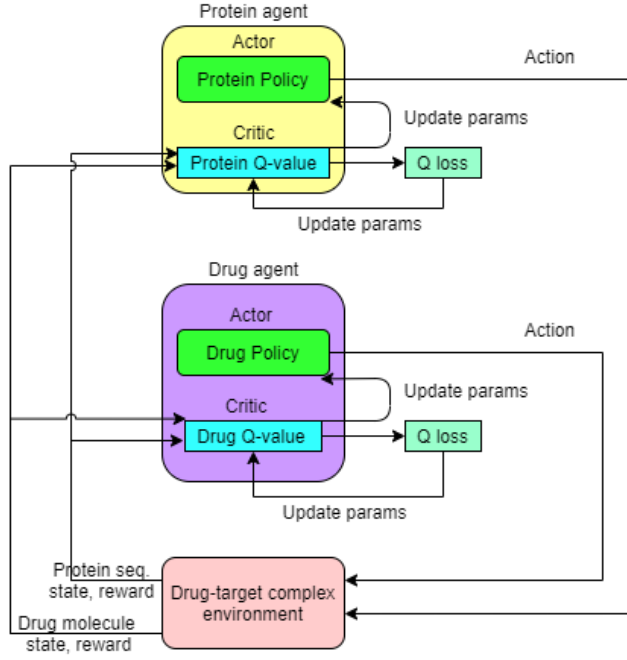 Protein agent
Actor
Protein Policy
Action
Update params
Critic
Protein Q-value
Q loss
Update params
Drug agent
Actor
Drug Policy
Action
Update params
Critic
Drug Q-value
Q loss
Update params
Protein seq.
state, reward
Drug-target complex
environment
Drug molecule
state, reward